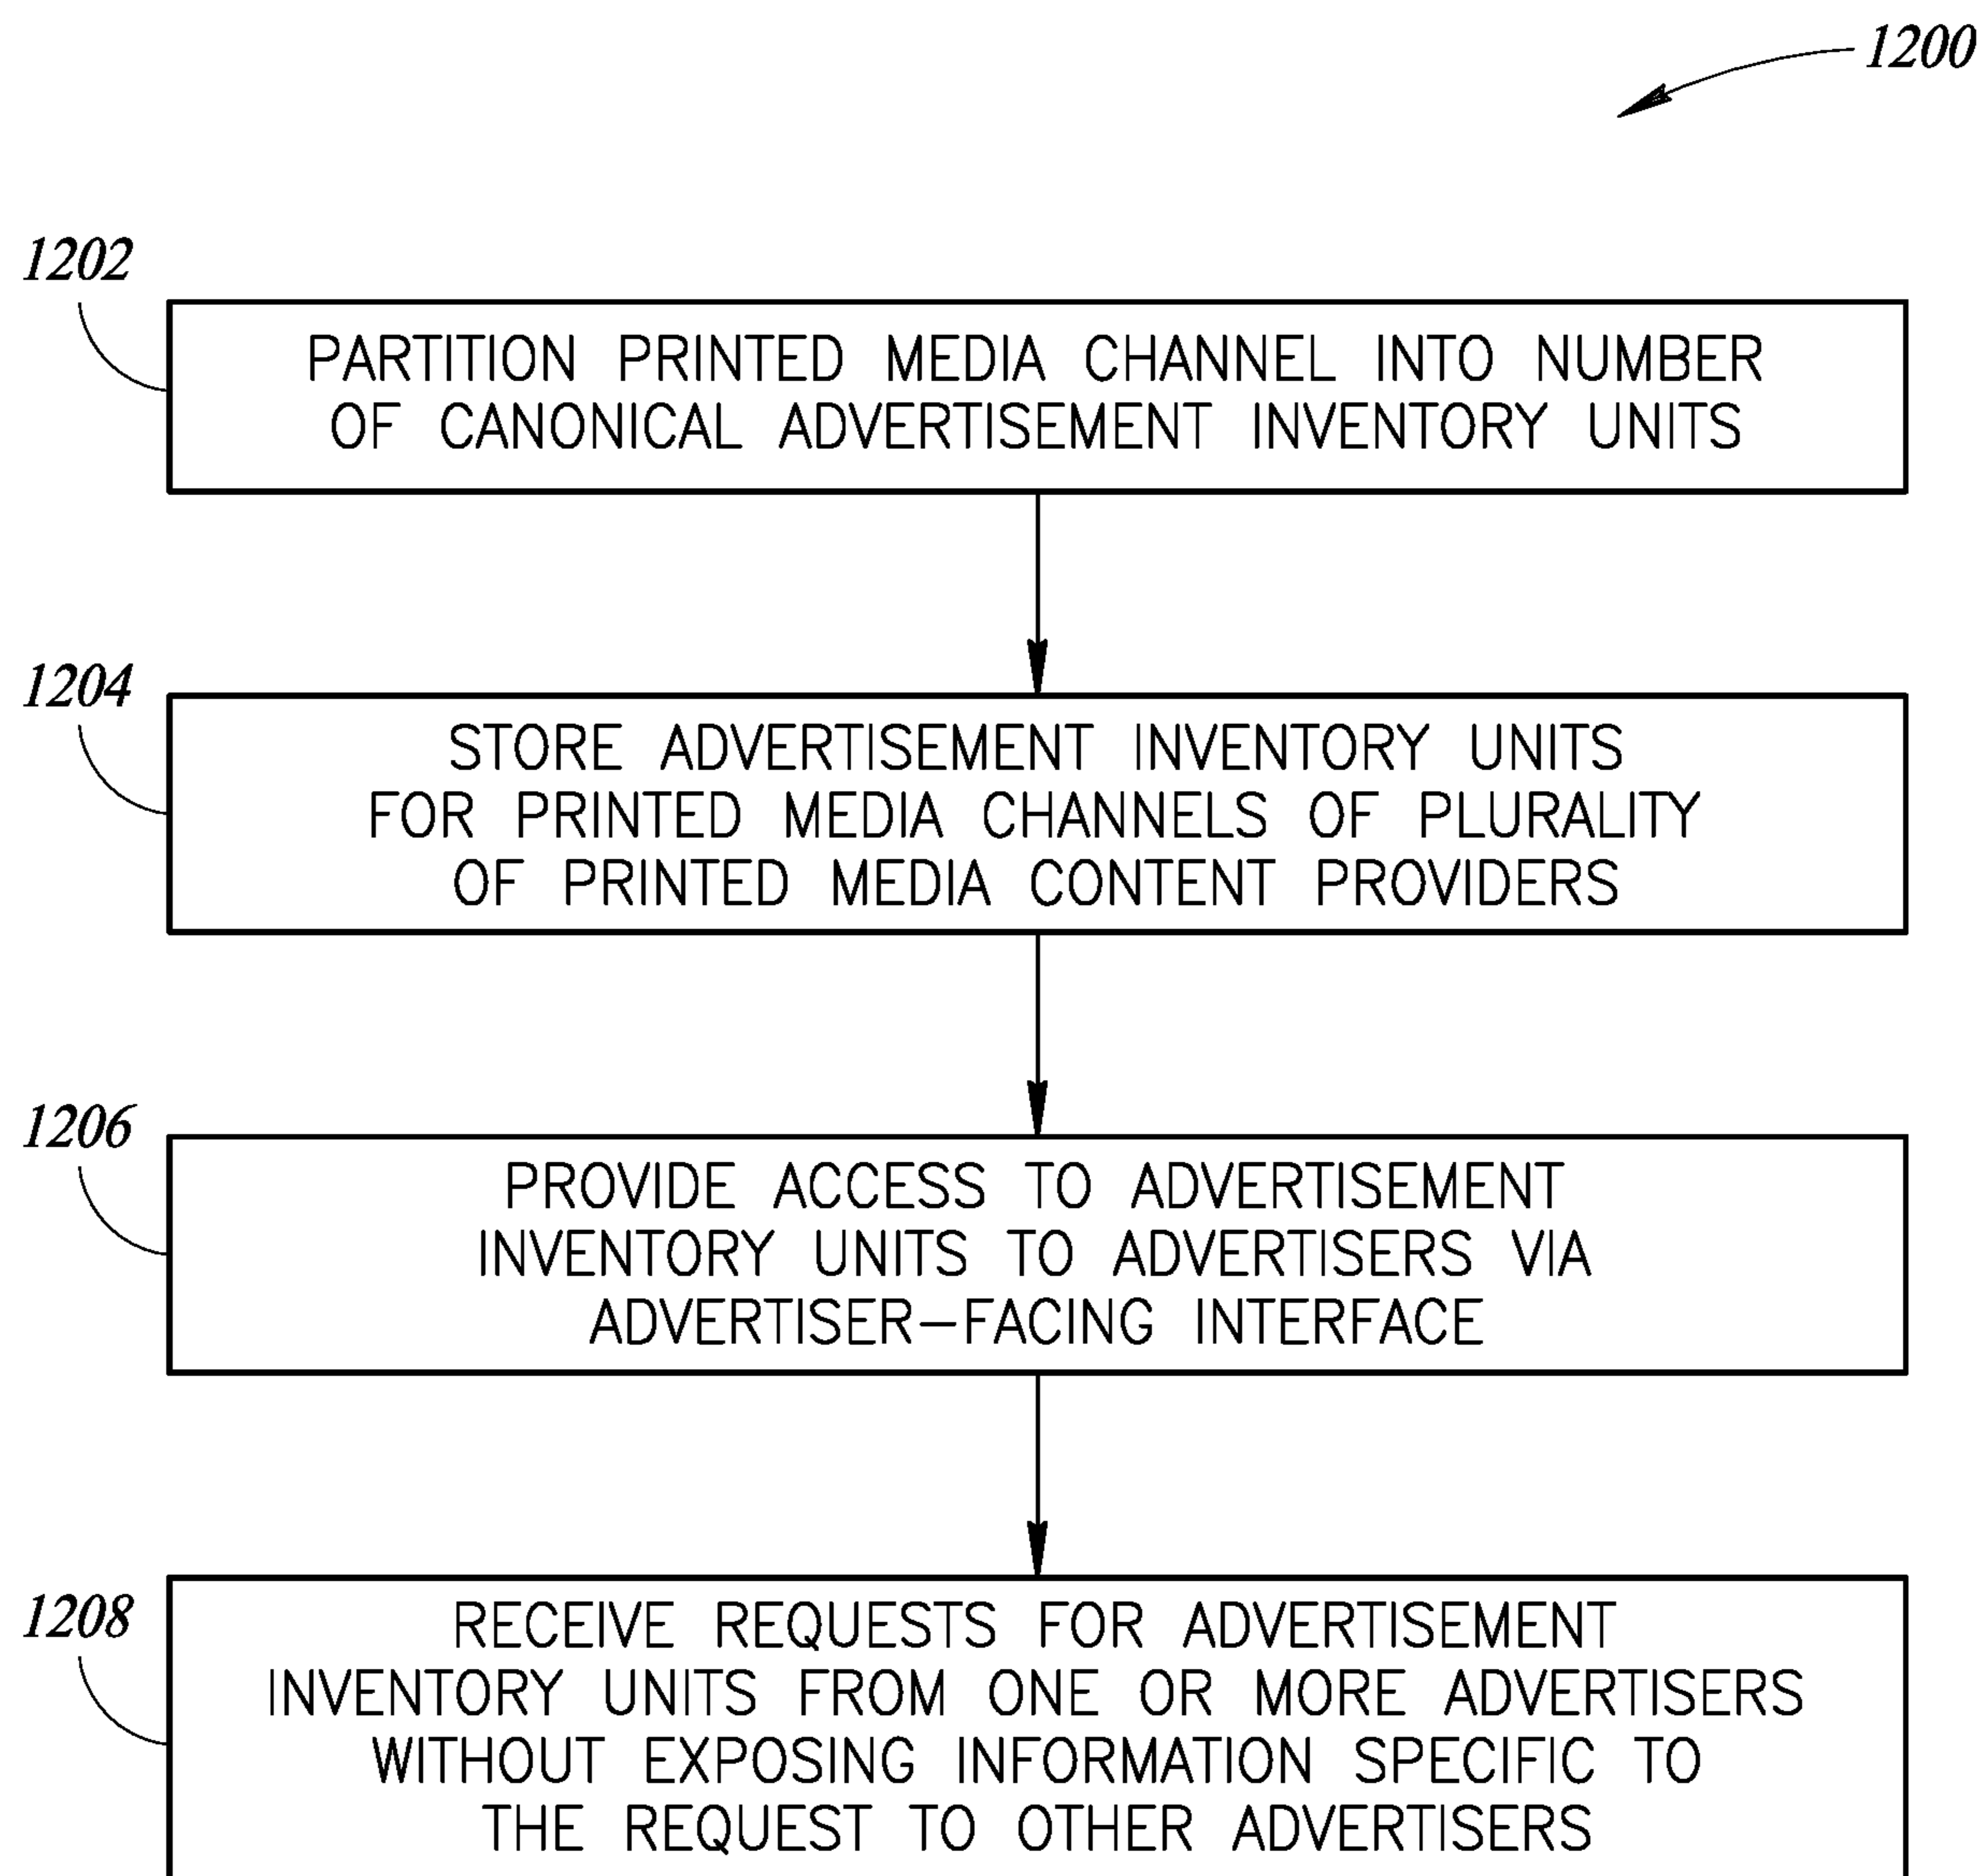 1200
1202
PARTITION PRINTED MEDIA CHANNEL INTO NUMBER
OF CANONICAL ADVERTISEMENT INVENTORY UNITS
1204
STORE ADVERTISEMENT INVENTORY UNITS
FOR PRINTED MEDIA CHANNELS OF PLURALITY
OF PRINTED MEDIA CONTENT PROVIDERS
1206
PROVIDE ACCESS TO ADVERTISEMENT
INVENTORY UNITS TO ADVERTISERS VIA
ADVERTISER–FACING INTERFACE
1208
RECEIVE REQUESTS FOR ADVERTISEMENT
INVENTORY UNITS FROM ONE OR MORE ADVERTISERS
WITHOUT EXPOSING INFORMATION SPECIFIC TO
THE REQUEST TO OTHER ADVERTISERS